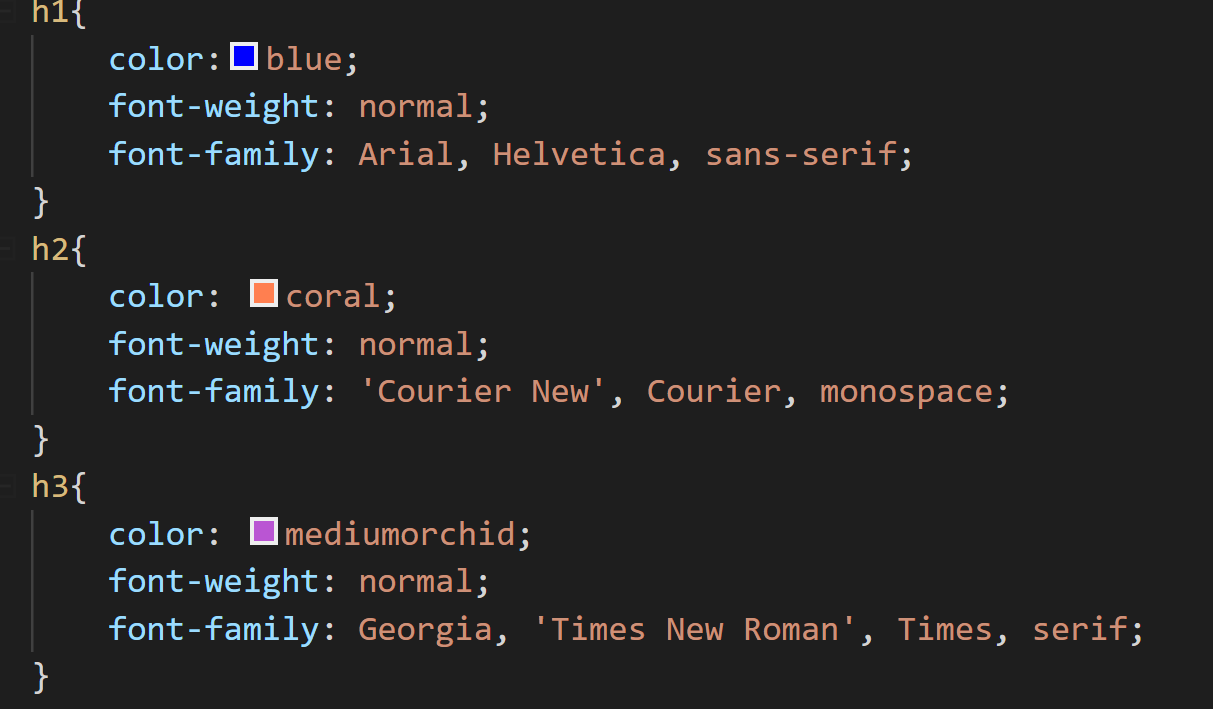 h1{
color: blue;
font-weight: normal;
font-family: Arial, Helvetica, sans-serif;
}
h2{
color: coral;
font-weight: normal;
font-family: 'Courier New', Courier, monospace;
}
h3{
color: mediumorchid;
font-weight: normal;
font-family: Georgia, 'Times New Roman', Times, serif;
}